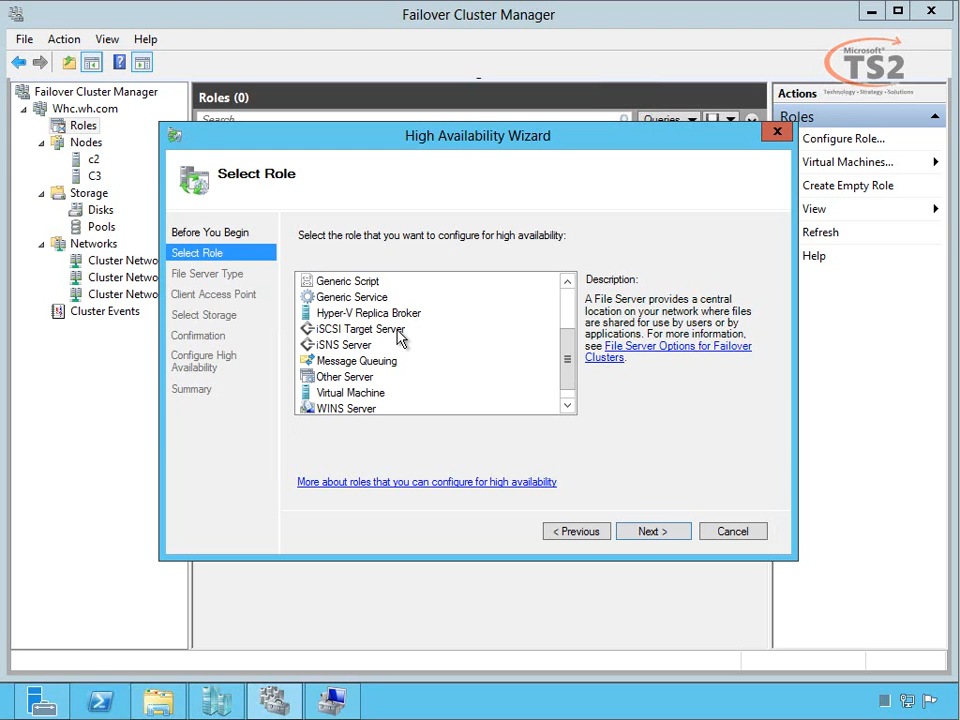 Failover Cluster Manager
File Action View Help
Microsoft®
TS2
Technology • Strategy • Solutions
Failover Cluster Manager
Whc.wh.com
Roles
Nodes
c2
C3
Storage
Disks
Pools
Networks
Cluster Netwo
Cluster Netwo
Cluster Netwo
Cluster Events
Roles (0)
Search
Queries
High Availability Wizard
Select Role
Before You Begin
Select Role
File Server Type
Client Access Point
Select Storage
Confirmation
Configure High
Availability
Summary
Select the role that you want to configure for high availability:
Generic Script
Generic Service
Hyper-V Replica Broker
iSCSI Target Server
iSNS Server
Message Queuing
Other Server
Virtual Machine
WINS Server
Description:
A File Server provides a central
location on your network where files
are shared for use by users or by
applications. For more information,
see File Server Options for Failover
Clusters.
More about roles that you can configure for high availability
< Previous
Next >
Cancel
Actions
Roles
Configure Role...
Virtual Machines...
Create Empty Role
View
Refresh
Help